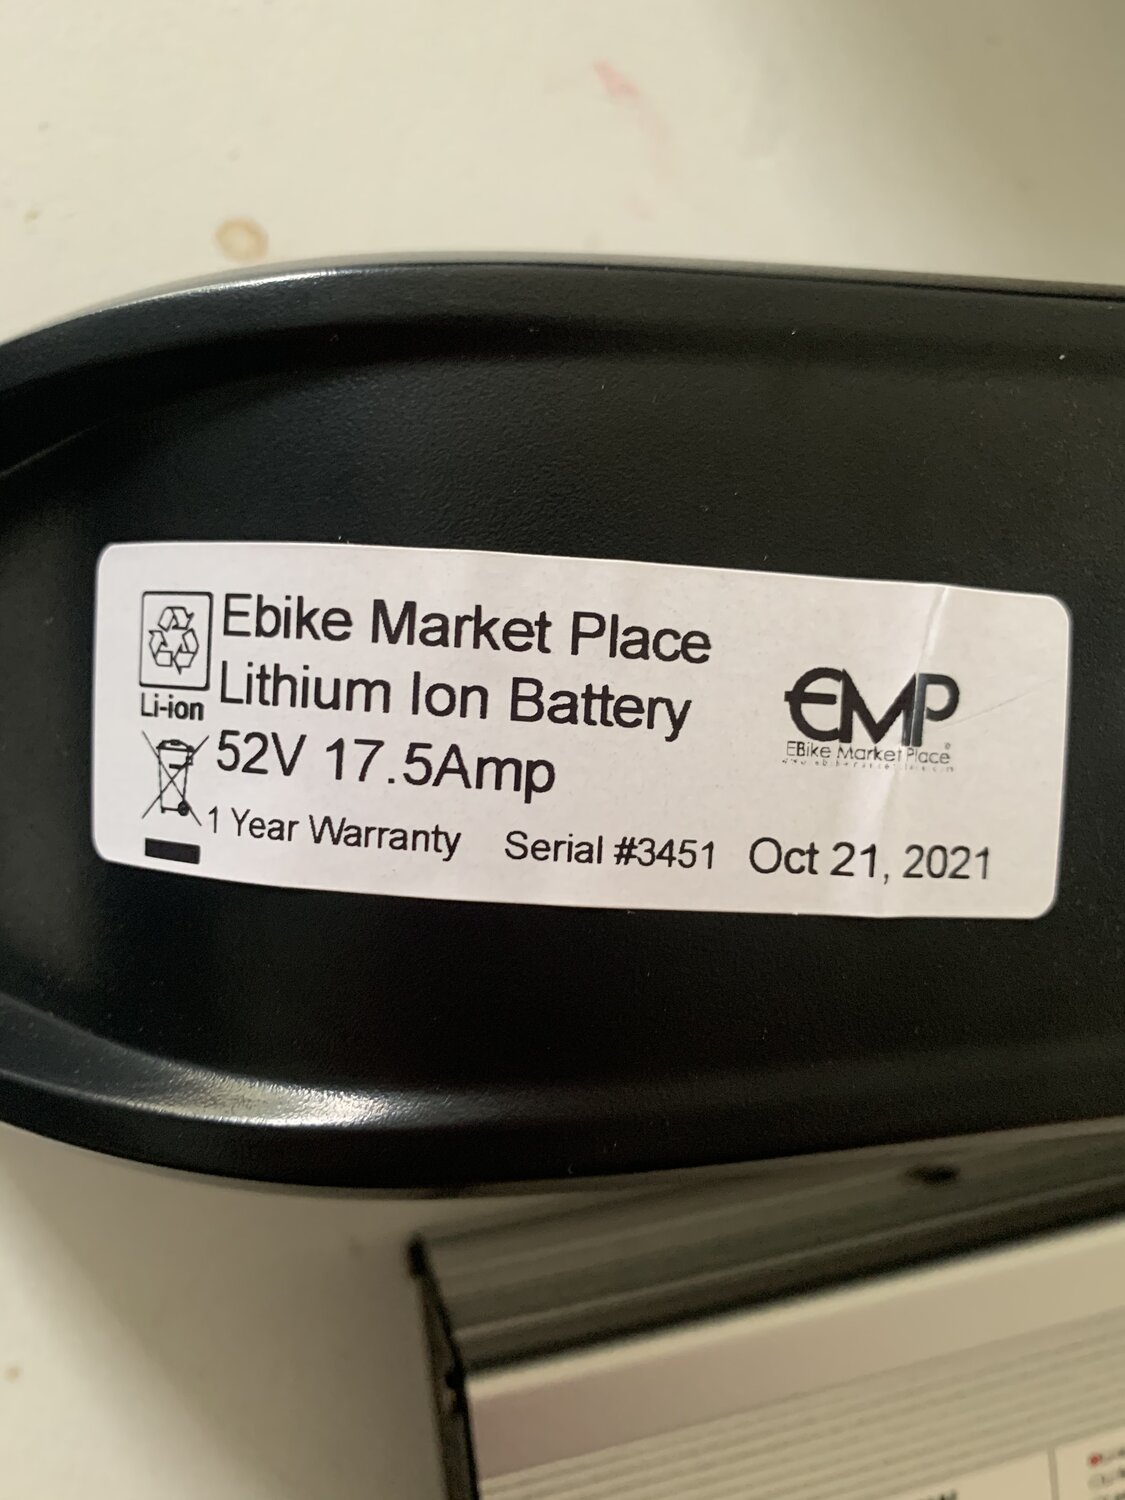 Ebike Market Place
Lithium Ion Battery
Li-ion
52V 17.5Amp
1 Year Warranty Serial #3451 Oct 21, 2021
EMP
EBike Market Place